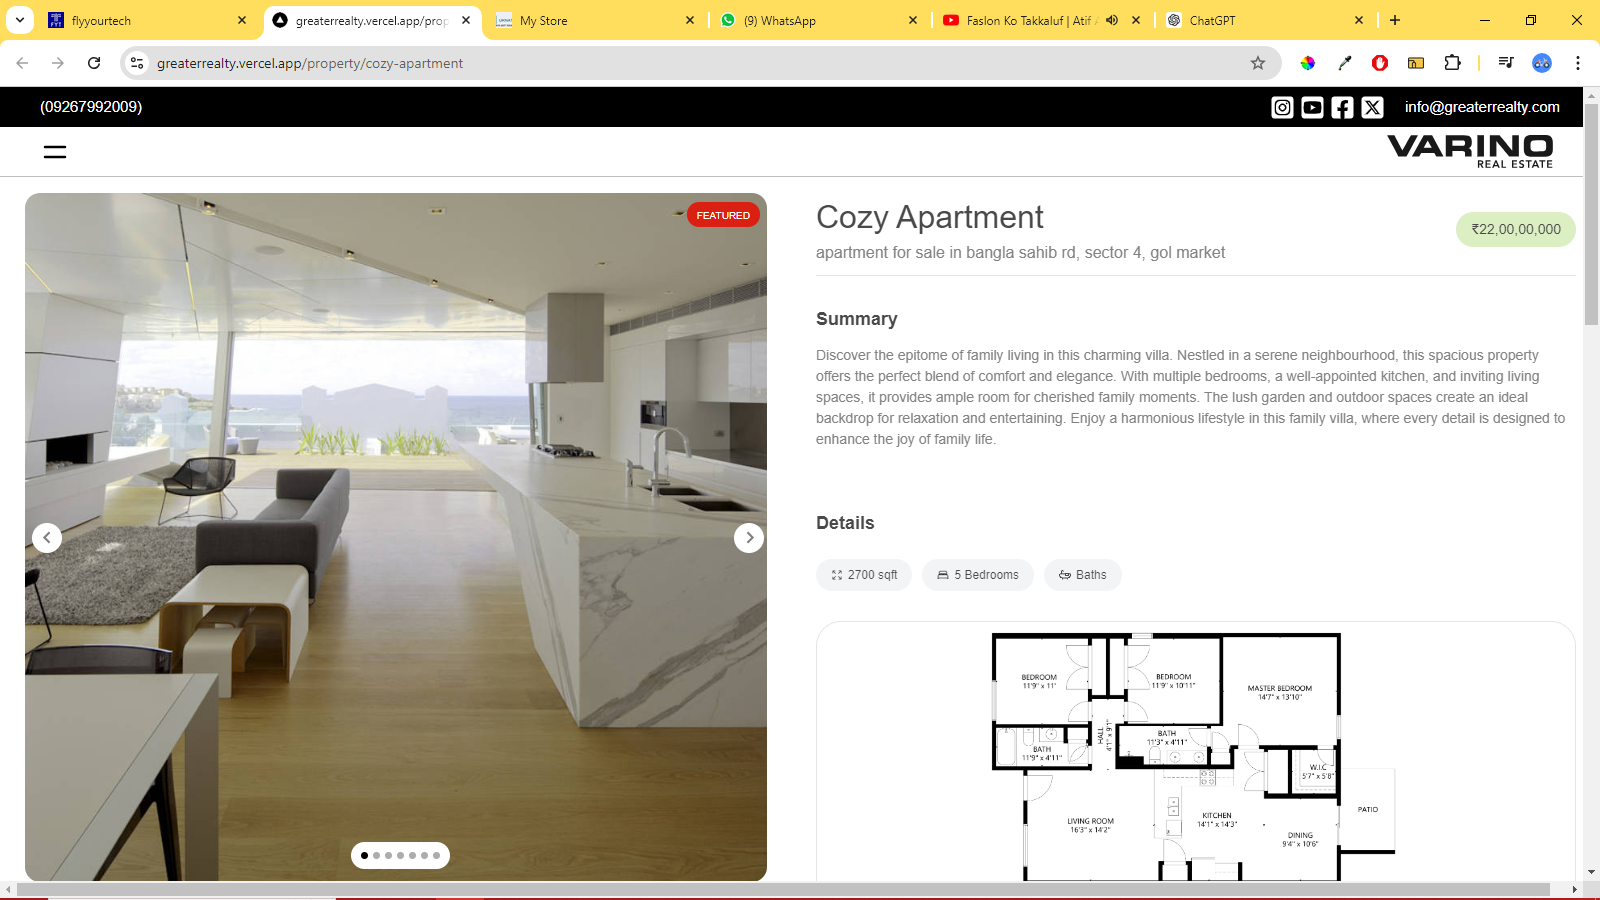 flyyourtech
greaterrealty.vercel.app/prop
My Store
(9) WhatsApp
Faslon Ko Takkaluf | Atif A
ChatGPT
greaterrealty.vercel.app/property/cozy-apartment
(09267992009)
info@greaterrealty.com
VARINO
REAL ESTATE
FEATURED
Cozy Apartment
₹22,00,00,000
apartment for sale in bangla sahib rd, sector 4, gol market
Summary
Discover the epitome of family living in this charming villa. Nestled in a serene neighbourhood, this spacious property
offers the perfect blend of comfort and elegance. With multiple bedrooms, a well-appointed kitchen, and inviting living
spaces, it provides ample room for cherished family moments. The lush garden and outdoor spaces create an ideal
backdrop for relaxation and entertaining. Enjoy a harmonious lifestyle in this family villa, where every detail is designed to
enhance the joy of family life.
Details
2700 sqft
5 Bedrooms
Baths
BEDROOM
11'9" x 11'
BEDROOM
11'9" x 10'11"
MASTER BEDROOM
14'7" x 13'10"
HALL
4'1" x 9'1"
BATH
11'9" x 4'11"
BATH
11'3" x 4'11"
W.I.C
5'7" x 5'8"
LIVING ROOM
16'3" x 14'2"
KITCHEN
14'1" x 14'3"
DINING
9'4" x 10'6"
PATIO